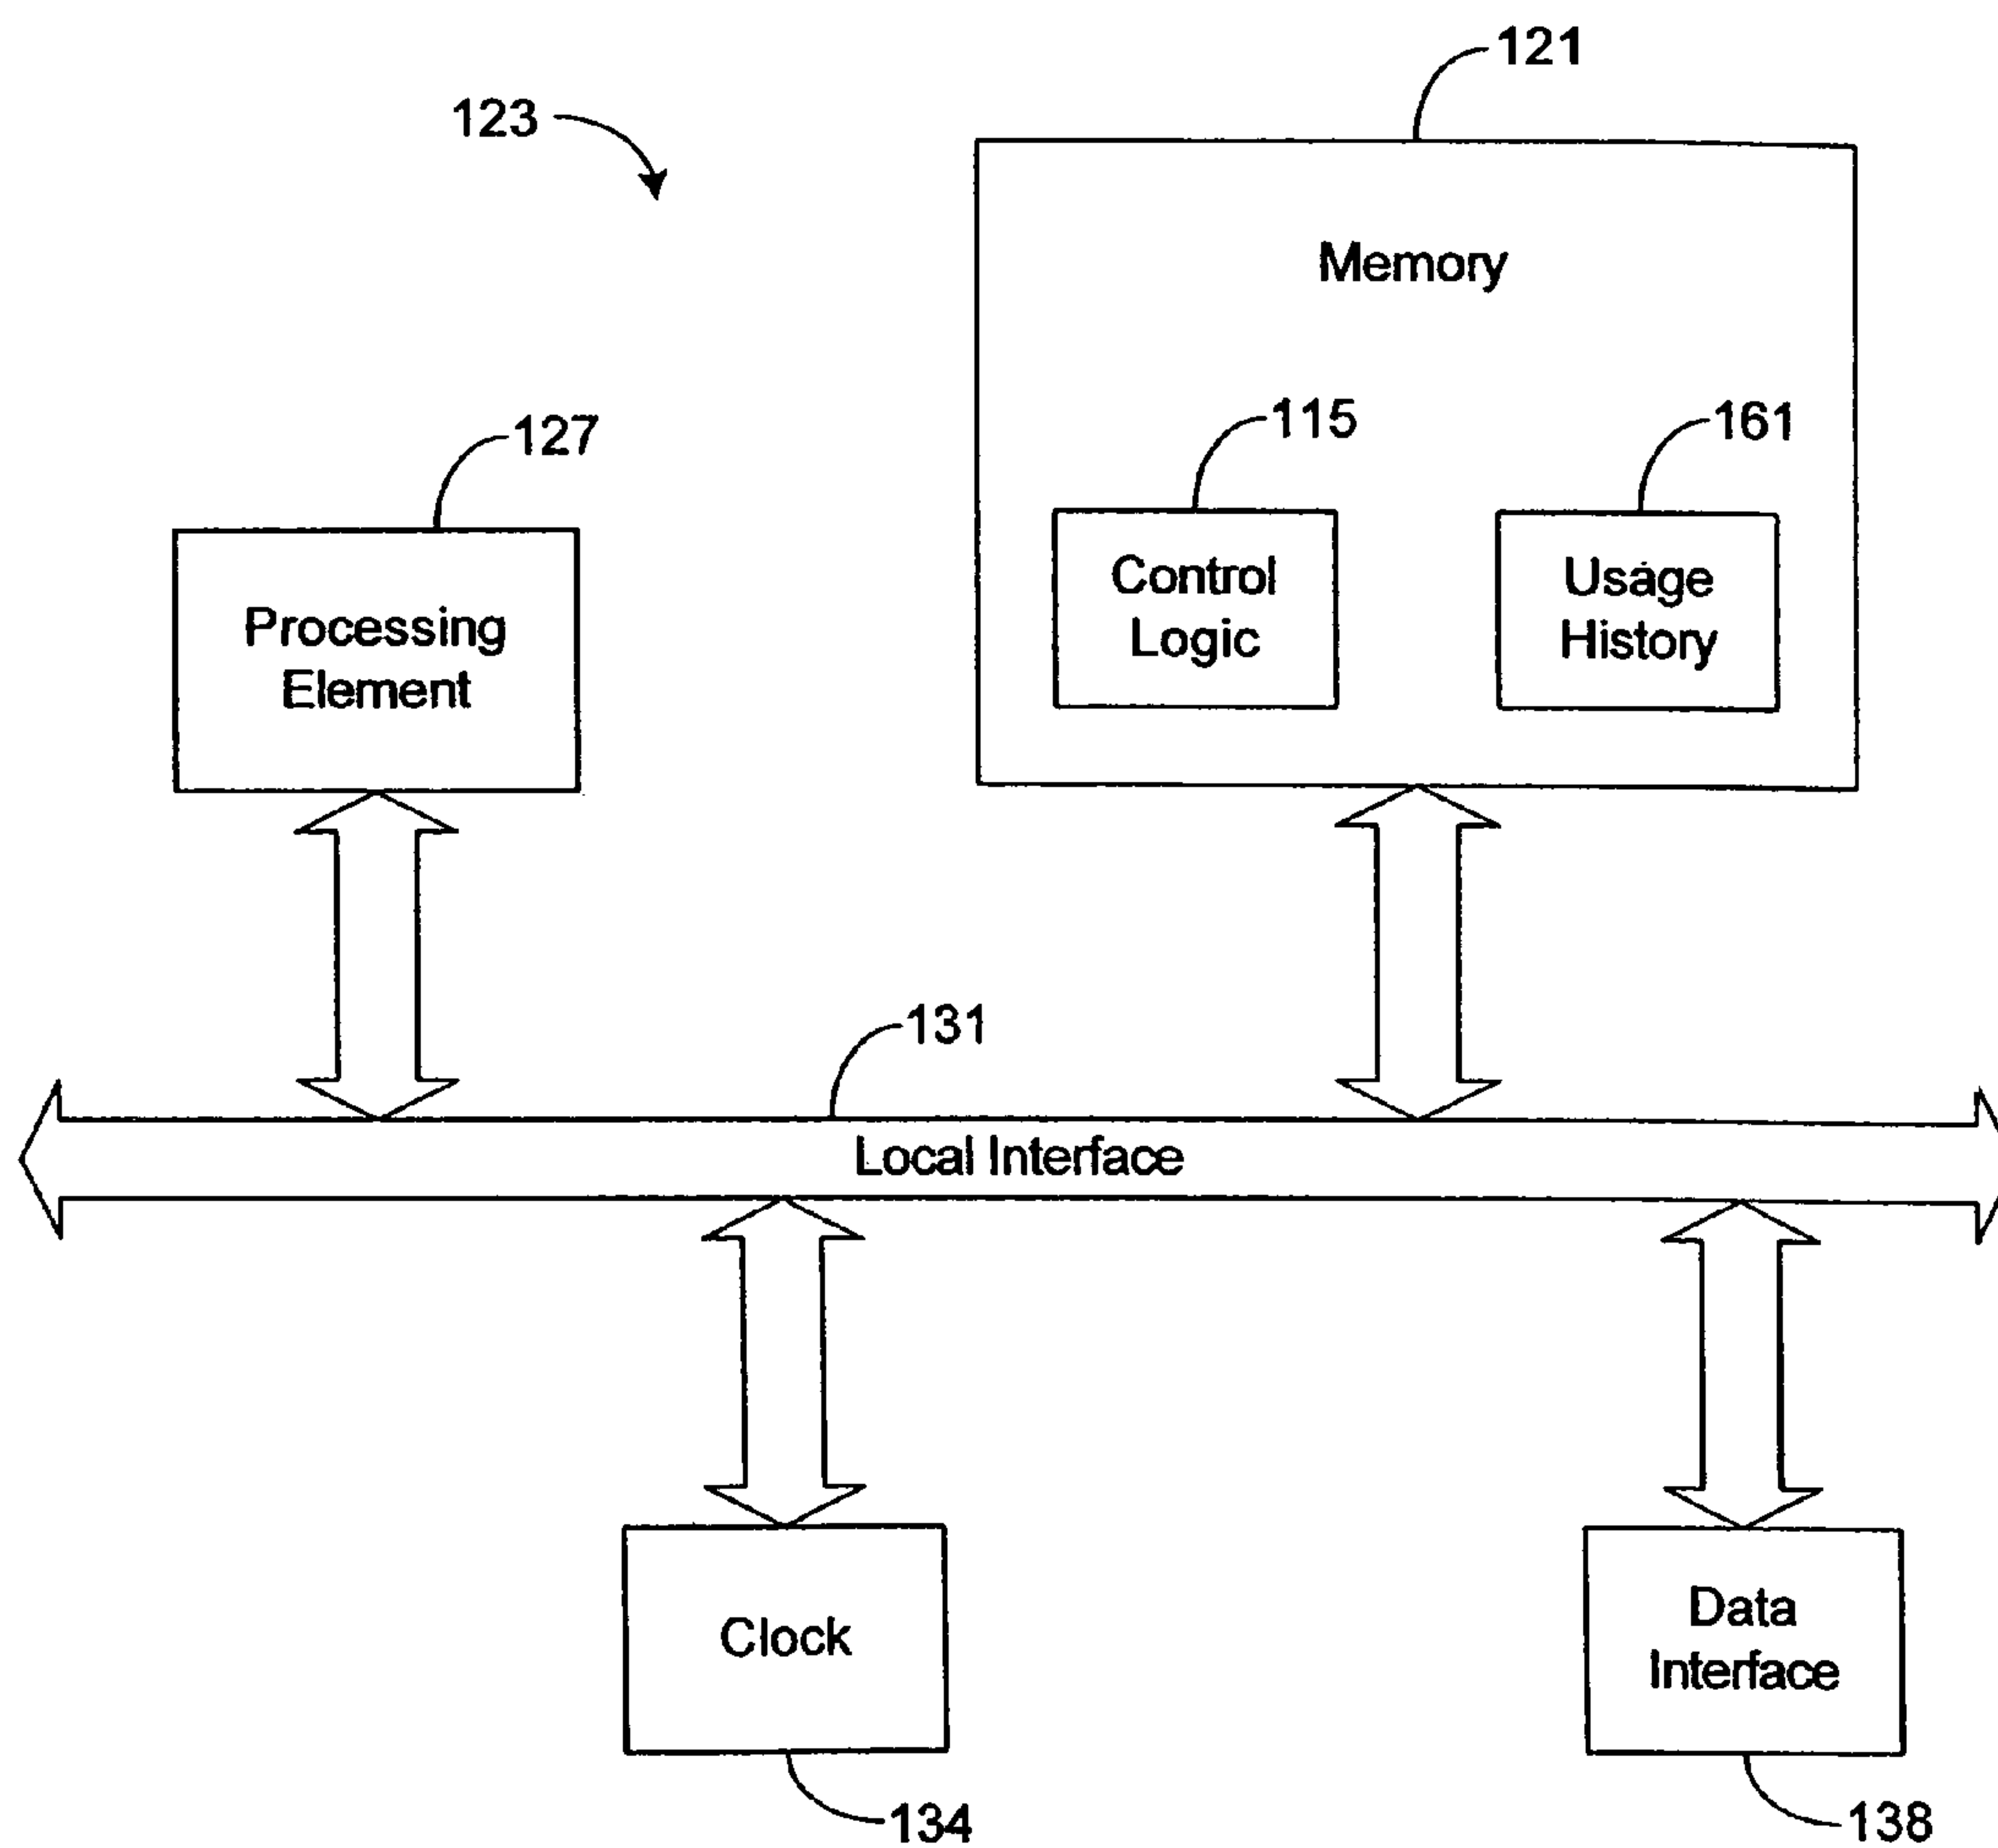 121
123
Memory
127
115
161
Processing
Element
Control
Logic
Usage
History
131
Local Interface
Clock
Data
Interface
134
138